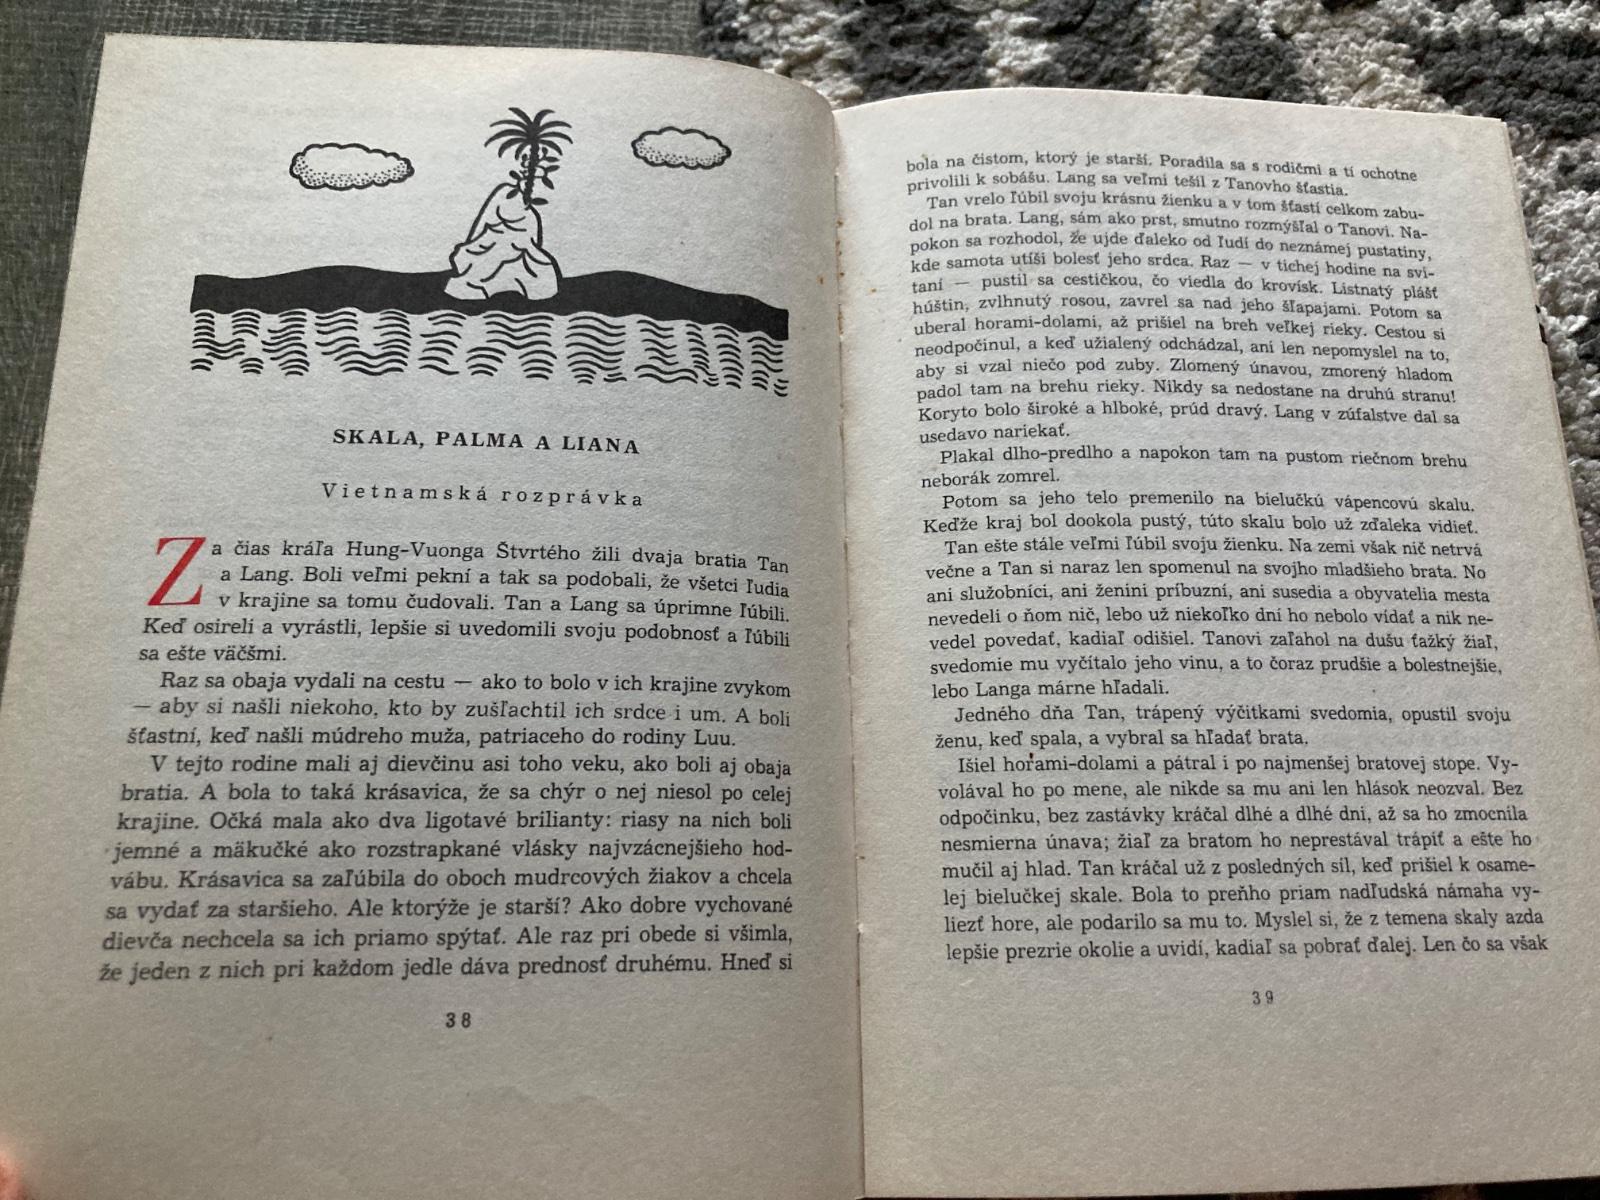 SKALA, PALMA A LIANA
Vietnamská rozprávka
Za čias kráľa Hung-Vuonga Štvrtého žili dvaja bratia Tan
a Lang. Boli veľmi pekní a tak sa podobali, že všetci ľudia
v krajine sa tomu čudovali. Tan a Lang sa úprimne ľúbili.
Keď osireli a vyrástli, lepšie si uvedomili svoju podobnosť a ľúbili
sa ešte väčšmi.
Raz sa obaja vydali na cestu — ako to bolo v ich krajine zvykom
— aby si našli niekoho, kto by zušľachtil ich srdce i um. A boli
šťastní, keď našli múdreho muža, patriaceho do rodiny Luu.
V tejto rodine mali aj dievčinu asi toho veku, ako boli aj obaja
bratia. A bola to taká krásavica, že sa chýr o nej niesol po celej
krajine. Očká mala ako dva ligotavé brilianty: riasy na nich boli
jemné a mäkučké ako rozstrapkané vlásky najvzácnejšieho hod-
vábu. Krásavica sa zaľúbila do oboch mudrcových žiakov a chcela
sa vydať za staršieho. Ale ktorýže je starší? Ako dobre vychované
dievča nechcela sa ich priamo spýtať. Ale raz pri obede si všimla,
že jeden z nich pri každom jedle dáva prednosť druhému. Hneď si
38
bola na čistom, ktorý je starší. Poradila sa s rodičmi a tí ochotne
privolili k sobášu. Lang sa veľmi tešil z Tanovho šťastia.
Tan vrelo ľúbil svoju krásnu žienku a v tom šťastí celkom zabu-
dol na brata. Lang, sám ako prst, smutno rozmýšľal o Tanovi. Na-
pokon sa rozhodol, že ujde ďaleko od ľudí do neznámej pustatiny,
kde samota utíši bolesť jeho srdca. Raz — v tichej hodine na svi-
taní — pustil sa cestičkou, čo viedla do krovísk. Listnatý plášť
húštin, zvlhnutý rosou, zavrel sa nad jeho šľapajami. Potom sa
uberal horami-dolami, až prišiel na breh veľkej rieky. Cestou si
neodpočinul, a keď užialený odchádzal, ani len nepomyslel na to,
aby si vzal niečo pod zuby. Zlomený únavou, zmorený hladom
padol tam na brehu rieky. Nikdy sa nedostane na druhú stranu!
Koryto bolo široké a hlboké, prúd dravý. Lang v zúfalstve dal sa
usedavo nariekať.
Plakal dlho-predlho a napokon tam na pustom riečnom brehu
neborák zomrel.
Potom sa jeho telo premenilo na bielučkú vápencovú skalu.
Keďže kraj bol dookola pustý, túto skalu bolo už zďaleka vidieť.
Tan ešte stále veľmi ľúbil svoju žienku. Na zemi však nič netrvá
večne a Tan si naraz len spomenul na svojho mladšieho brata. No
ani služobníci, ani ženini príbuzní, ani susedia a obyvatelia mesta
nevedeli o ňom nič, lebo už niekoľko dní ho nebolo vídať a nik ne-
vedel povedať, kadiaľ odišiel. Tanovi zaľahol na dušu ťažký žiaľ,
svedomie mu vyčítalo jeho vinu, a to čoraz prudšie a bolestnejšie,
lebo Langa márne hľadali.
Jedného dňa Tan, trápený výčitkami svedomia, opustil svoju
ženu, keď spala, a vybral sa hľadať brata.
Išiel horami-dolami a pátral i po najmenšej bratovej stope. Vy-
volával ho po mene, ale nikde sa mu ani len hlások neozval. Bez
odpočinku, bez zastávky kráčal dlhé a dlhé dni, až sa ho zmocnila
nesmierna únava; žiaľ za bratom ho neprestával trápiť a ešte ho
mučil aj hlad. Tan kráčal už z posledných síl, keď prišiel k osame-
lej bielučkej skale. Bola to preňho priam nadľudská námaha vy-
liezť hore, ale podarilo sa mu to. Myslel si, že z temena skaly azda
lepšie prezrie okolie a uvidí, kadiaľ sa pobrať ďalej. Len čo sa však
39